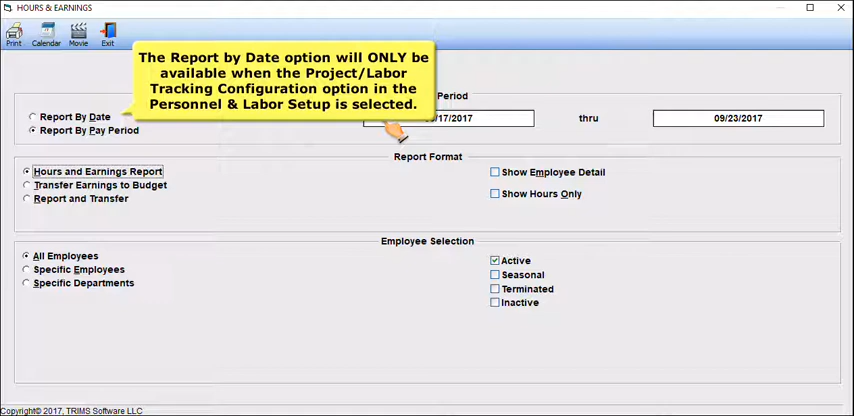 HOURS & EARNINGS
Print Calendar Movie Exit
The Report by Date option will ONLY be
available when the Project/Labor
Tracking Configuration option in the
Personnel & Labor Setup is selected.
Period
Report By Date
Report By Pay Period
/17/2017 thru 09/23/2017
Report Format
Hours and Earnings Report
Transfer Earnings to Budget
Report and Transfer
Show Employee Detail
Show Hours Only
Employee Selection
All Employees
Specific Employees
Specific Departments
Active
Seasonal
Terminated
Inactive
Copyright© 2017, TRIMS Software LLC